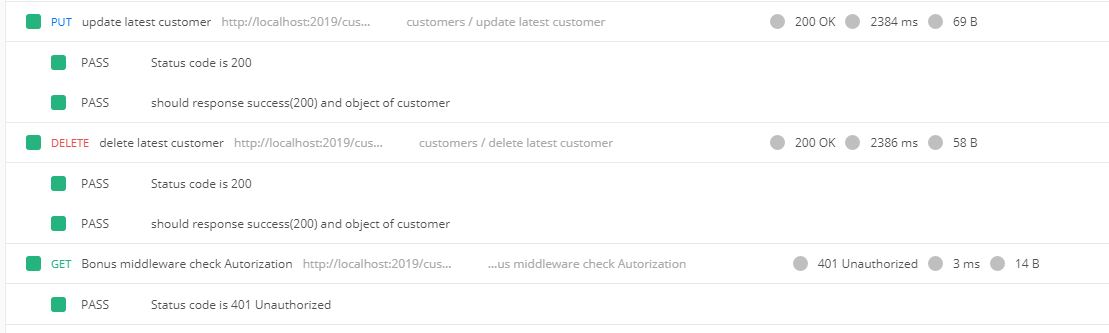 PUT update latest customer http://localhost:2019/cus... customers / update latest customer 200 OK 2384 ms 69 B
PASS Status code is 200
PASS should response success(200) and object of customer
DELETE delete latest customer http://localhost:2019/cus... customers / delete latest customer 200 OK 2386 ms 58 B
PASS Status code is 200
PASS should response success(200) and object of customer
GET Bonus middleware check Autorization http://localhost:2019/cus... ...us middleware check Autorization 401 Unauthorized 3 ms 14 B
PASS Status code is 401 Unauthorized